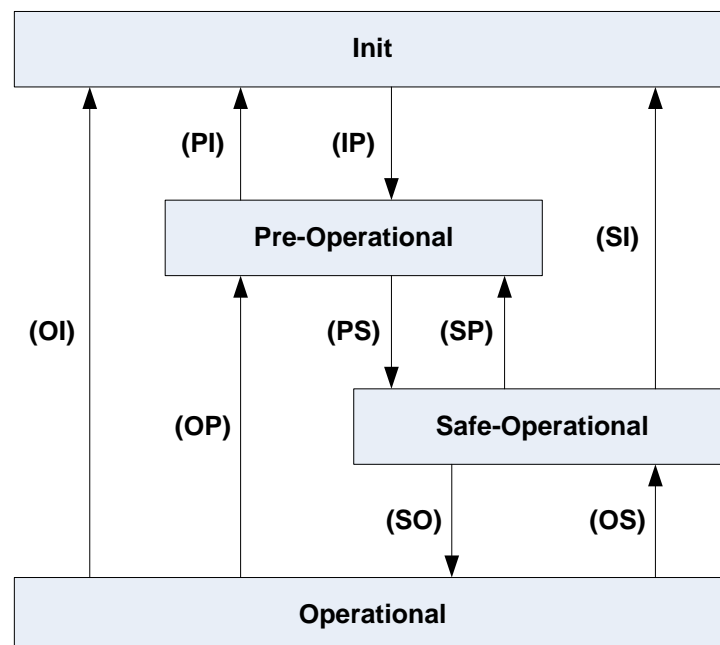 Init
(PI)
(IP)
Pre-Operational
(SI)
(OI)
(PS)
(SP)
(OP)
Safe-Operational
(SO)
(OS)
Operational